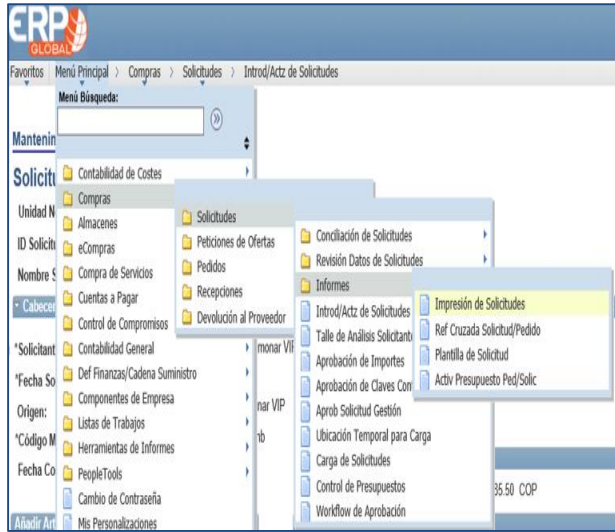 ERP
GLOBAL
Favoritos Menú Principal > Compras > Solicitudes > Introd/Actz de Solicitudes
Menú Búsqueda:
Contabilidad de Costes
Compras
Almacenes
eCompras
Compra de Servicios
Cuentas a Pagar
Control de Compromisos
Contabilidad General
Def Finanzas/Cadena Suministro
Componentes de Empresa
Listas de Trabajos
Herramientas de Informes
PeopleTools
Cambio de Contraseña
Mis Personalizaciones
Solicitudes
Peticiones de Ofertas
Pedidos
Recepciones
Devolución al Proveedor
Conciliación de Solicitudes
Revisión Datos de Solicitudes
Informes
Introd/Actz de Solicitudes
Talle de Análisis Solicitante
Aprobación de Importes
Aprobación de Claves Con
Aprob Solicitud Gestión
Ubicación Temporal para Carga
Carga de Solicitudes
Control de Presupuestos
Workflow de Aprobación
Impresión de Solicitudes
Ref Cruzada Solicitud/Pedido
Plantilla de Solicitud
Activ Presupuesto Ped/Solic
Mantenin
Solicitu
Unidad N
ID Solicitu
Nombre S
Cabecer
*Solicitant
monar VIP
*Fecha So
Origen:
nar VIP
*Código M
Fecha Co
35.50 COP
Añadir Art